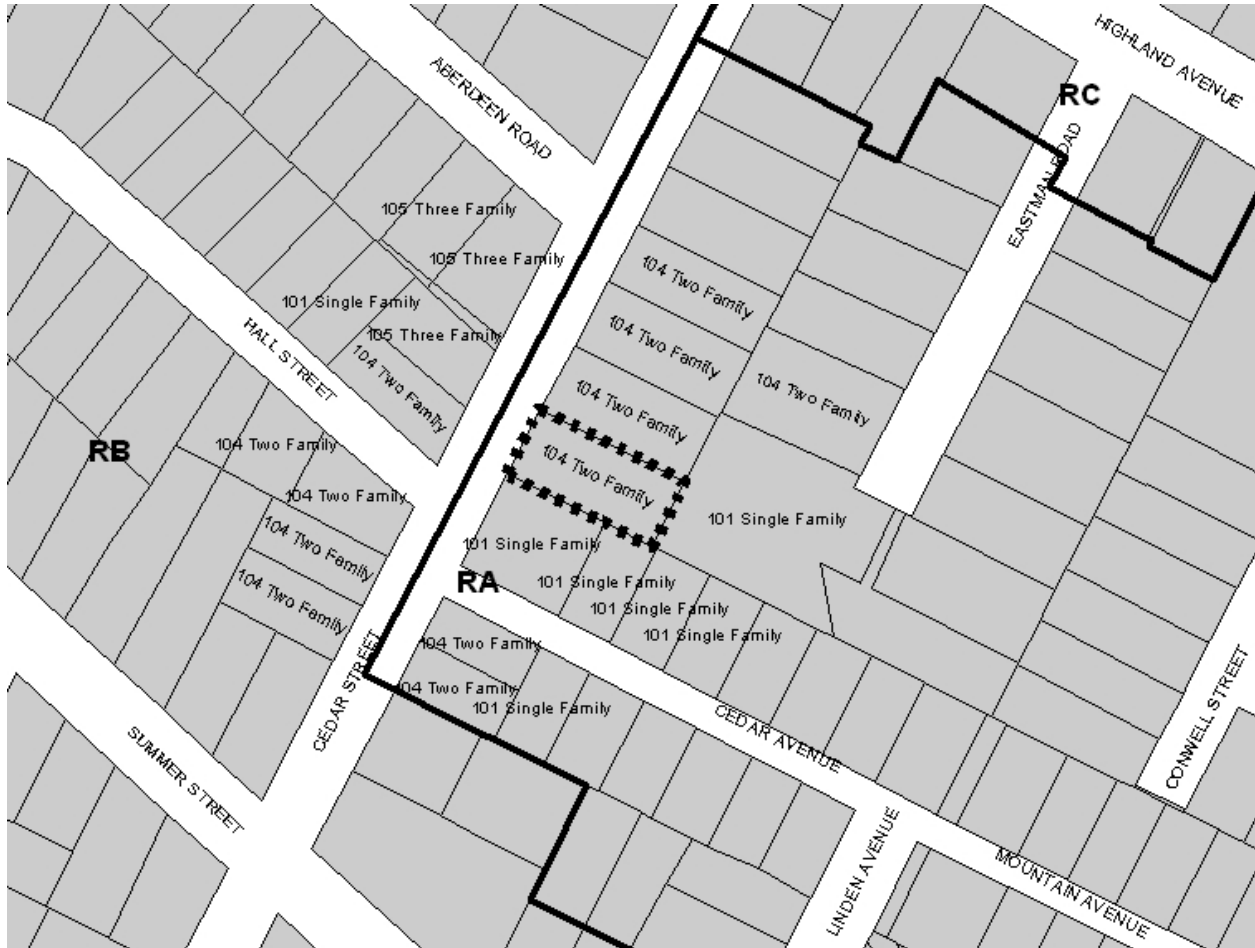 HIGHLAND AVENUE
RC
ABERDEEN ROAD
EASTMAN ROAD
105 Three Family
105 Three Family
104 Two Family
101 Single Family
105 Three Family
104 Two Family
HALL STREET
104 Two Family
104 Two Family
104 Two Family
RB
104 Two Family
104 Two Family
104 Two Family
101 Single Family
104 Two Family
101 Single Family
104 Two Family
RA
101 Single Family
101 Single Family
101 Single Family
104 Two Family
104 Two Family
101 Single Family
CEDAR STREET
CEDAR AVENUE
CONWELL STREET
SUMMER STREET
LINDEN AVENUE
MOUNTAIN AVENUE